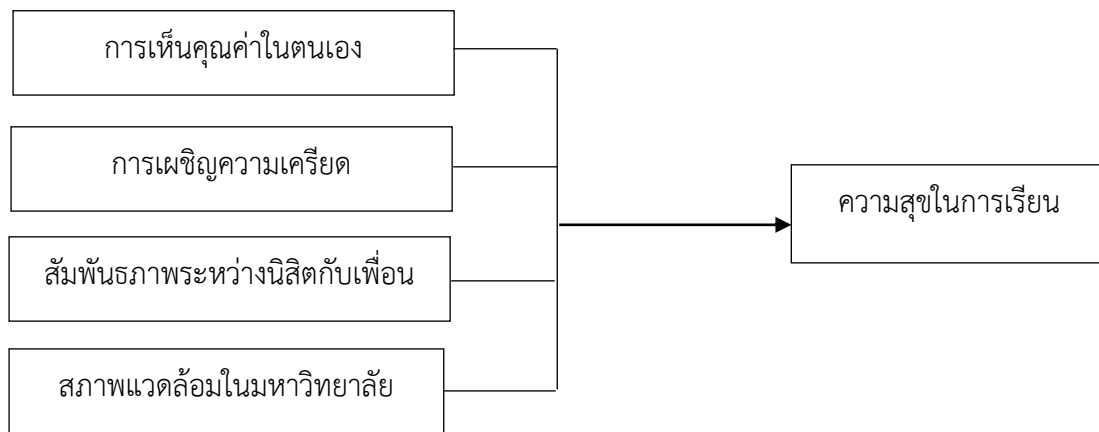 การเห็นคุณค่าในตนเอง
การเผชิญความเครียด
สัมพันธภาพระหว่างนิสิตกับเพื่อน
สภาพแวดล้อมในมหาวิทยาลัย
ความสุขในการเรียน